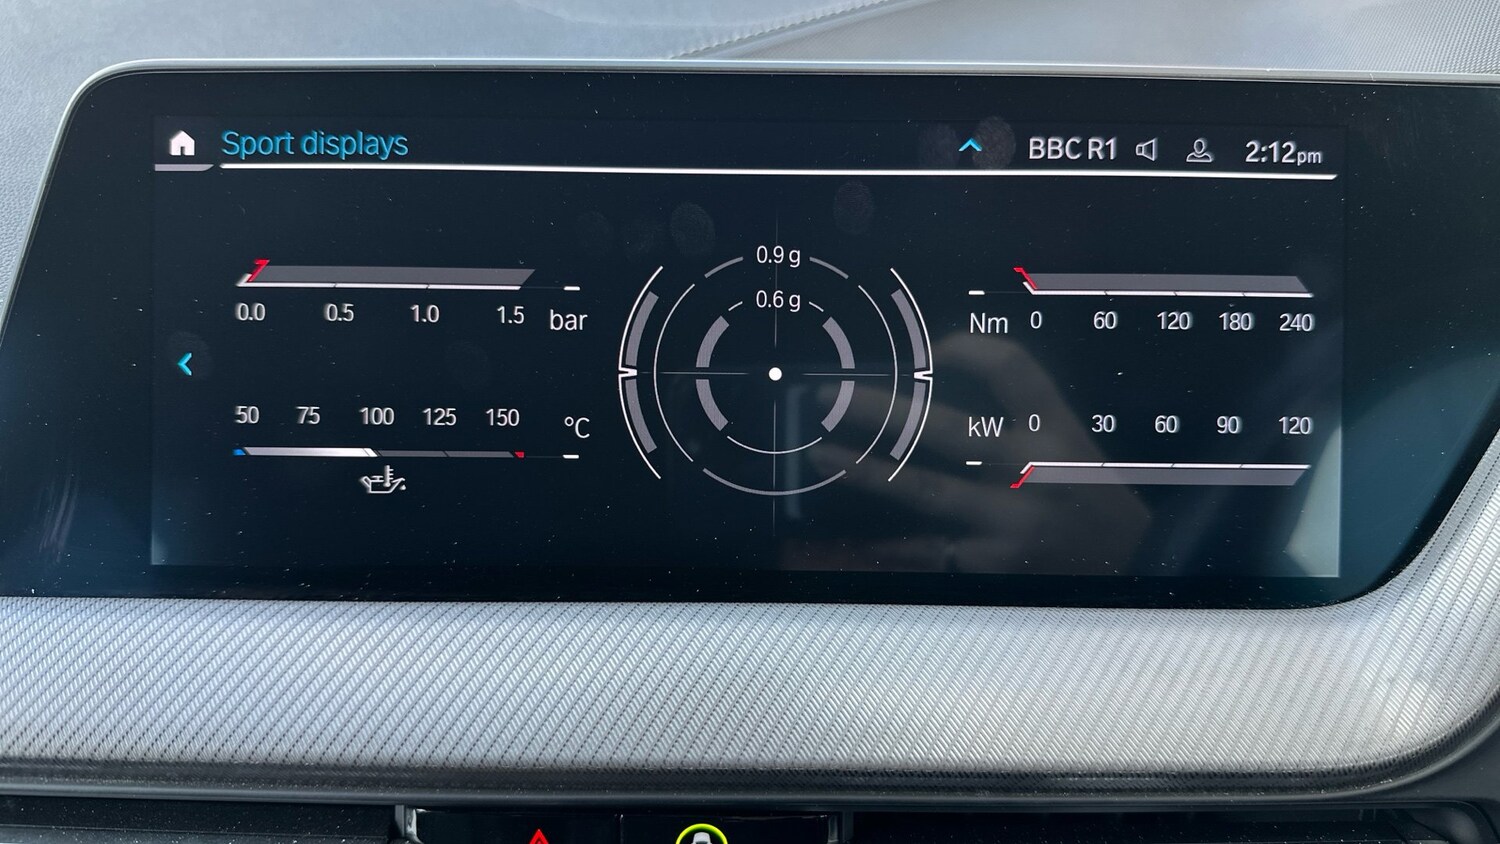 Sport displays
BBC R1 2:12pm
0.9 g
0.6 g
0.0 0.5 1.0 1.5 bar
50 75 100 125 150 °C
Nm 0 60 120 180 240
kW 0 30 60 90 120